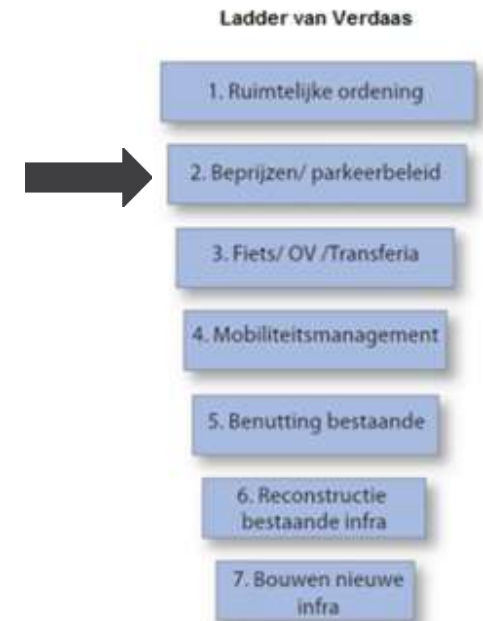 Ladder van Verdaas
1. Ruimtelijke ordening
2. Beprijzen/ parkeerbeleid
3. Fiets/ OV /Transferia
4. Mobiliteitsmanagement
5. Benutting bestaande
6. Reconstructie
bestaande infra
7. Bouwen nieuwe
infra